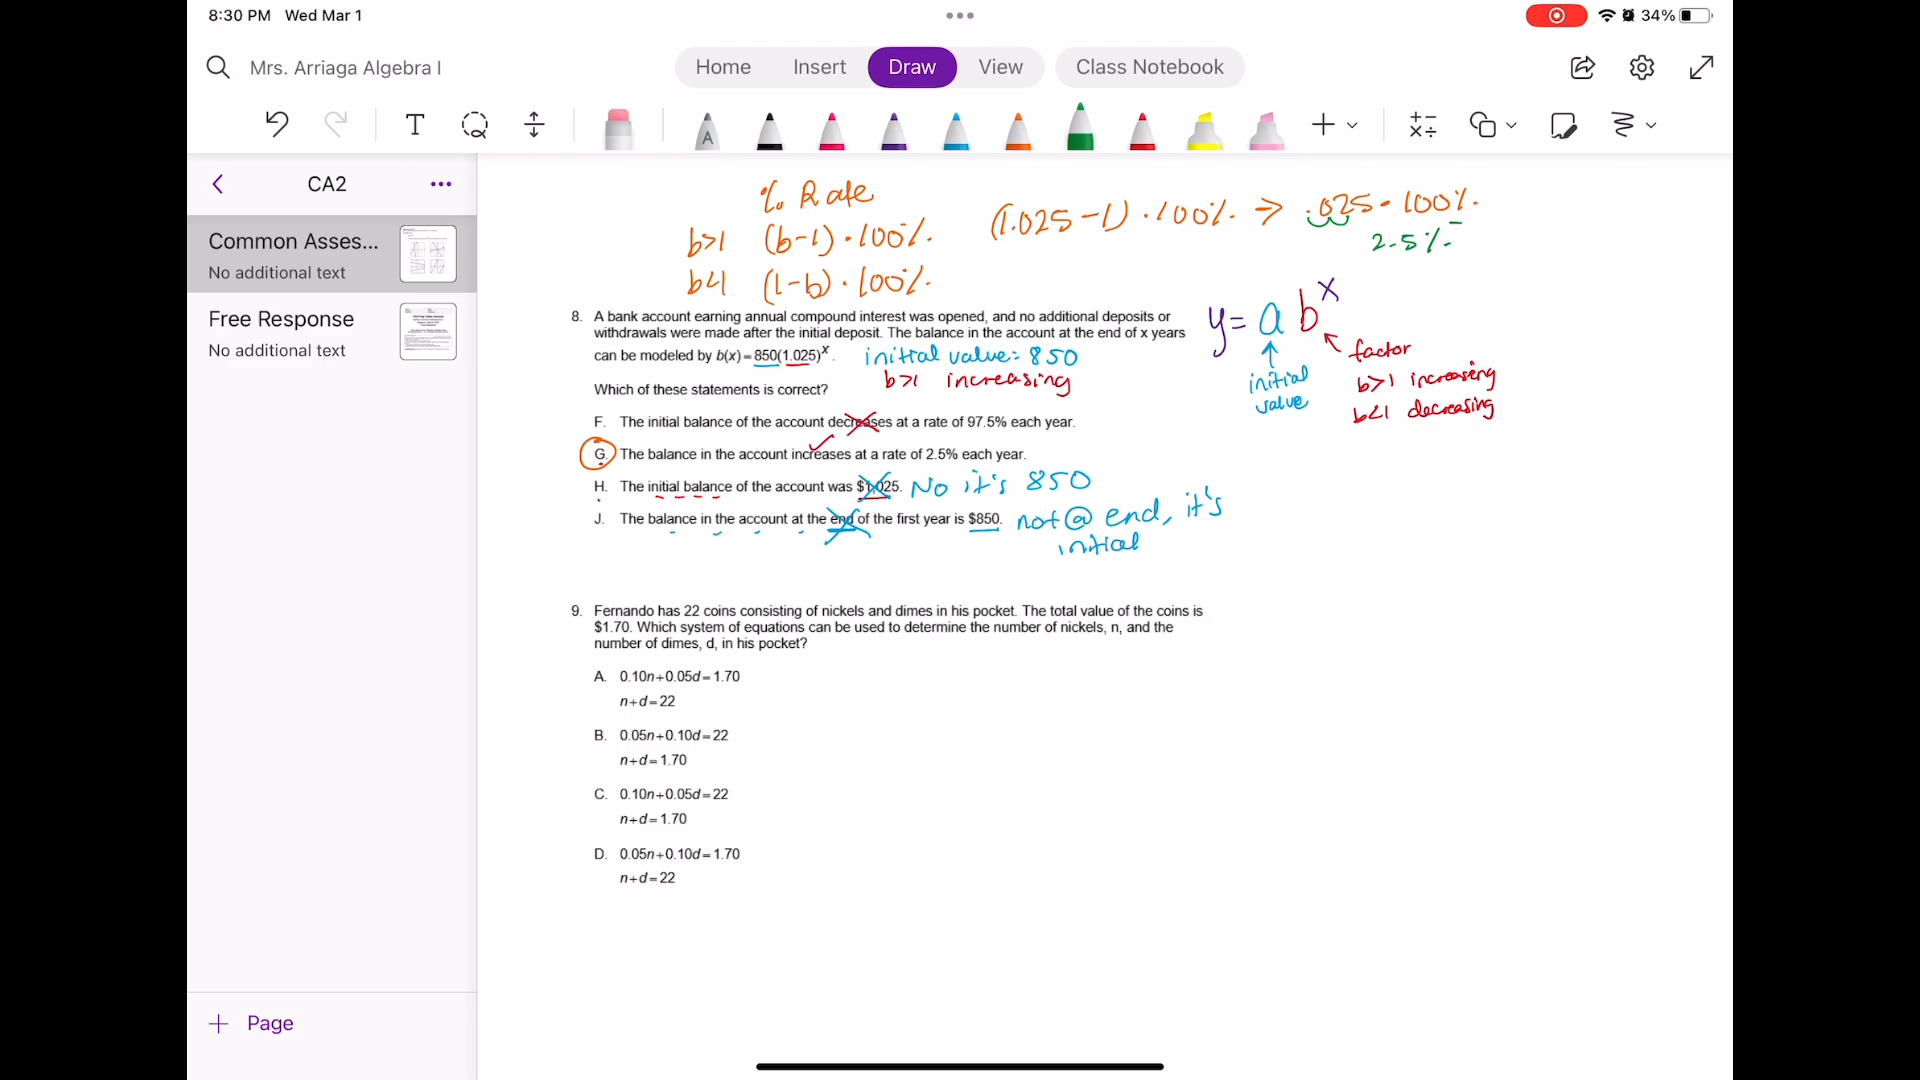 8:30 PM Wed Mar 1
34%
Mrs. Arriaga Algebra I
Home Insert Draw View Class Notebook
T
A
CA2
Common Asses...
No additional text
Free Response
No additional text
+ Page
% Rate
b>1 (b-1)·100%
b<1 (1-b)·100%
(1.025-1)·100% → .025·100%
2.5%
8. A bank account earning annual compound interest was opened, and no additional deposits or
withdrawals were made after the initial deposit. The balance in the account at the end of x years
can be modeled by b(x)=850(1.025)^x. initial value: 850
b>1 increasing
Which of these statements is correct?
F. The initial balance of the account decreases at a rate of 97.5% each year.
G. The balance in the account increases at a rate of 2.5% each year.
H. The initial balance of the account was $1,025. No it's 850
J. The balance in the account at the end of the first year is $850. not @ end, it's
initial
y= a b^x
initial
value
factor
b>1 increasing
b<1 decreasing
9. Fernando has 22 coins consisting of nickels and dimes in his pocket. The total value of the coins is
$1.70. Which system of equations can be used to determine the number of nickels, n, and the
number of dimes, d, in his pocket?
A. 0.10n+0.05d=1.70
n+d=22
B. 0.05n+0.10d=22
n+d=1.70
C. 0.10n+0.05d=22
n+d=1.70
D. 0.05n+0.10d=1.70
n+d=22